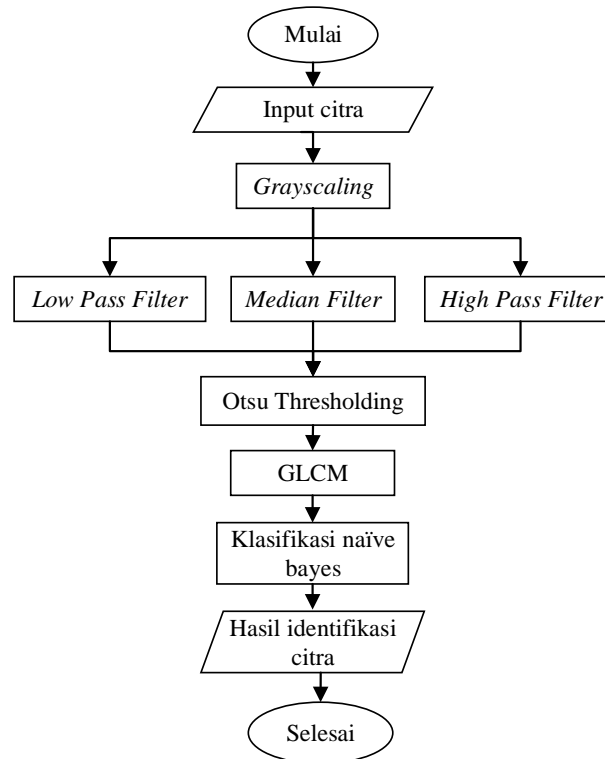 Mulai
Input citra
Grayscaling
Low Pass Filter
Median Filter
High Pass Filter
Otsu Thresholding
GLCM
Klasifikasi naïve
bayes
Hasil identifikasi
citra
Selesai